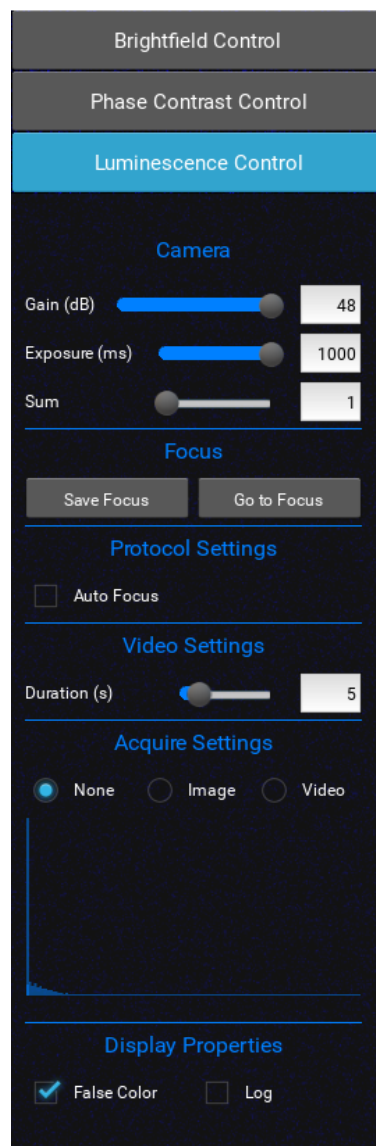 Brightfield Control
Phase Contrast Control
Luminescence Control
Camera
Gain (dB) 48
Exposure (ms) 1000
Sum 1
Focus
Save Focus Go to Focus
Protocol Settings
Auto Focus
Video Settings
Duration (s) 5
Acquire Settings
None Image Video
Display Properties
False Color Log